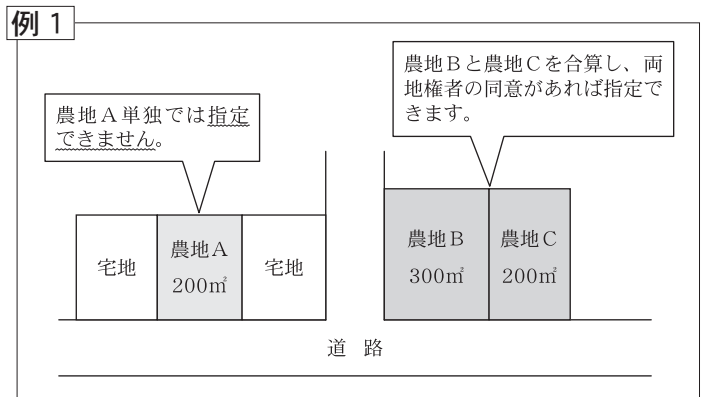 例1
農地Bと農地Cを合算し、両
地権者の同意があれば指定で
きます。
農地A単独では指定
できません。
宅地
農地A
200㎡
宅地
農地B
300㎡
農地C
200㎡
道 路